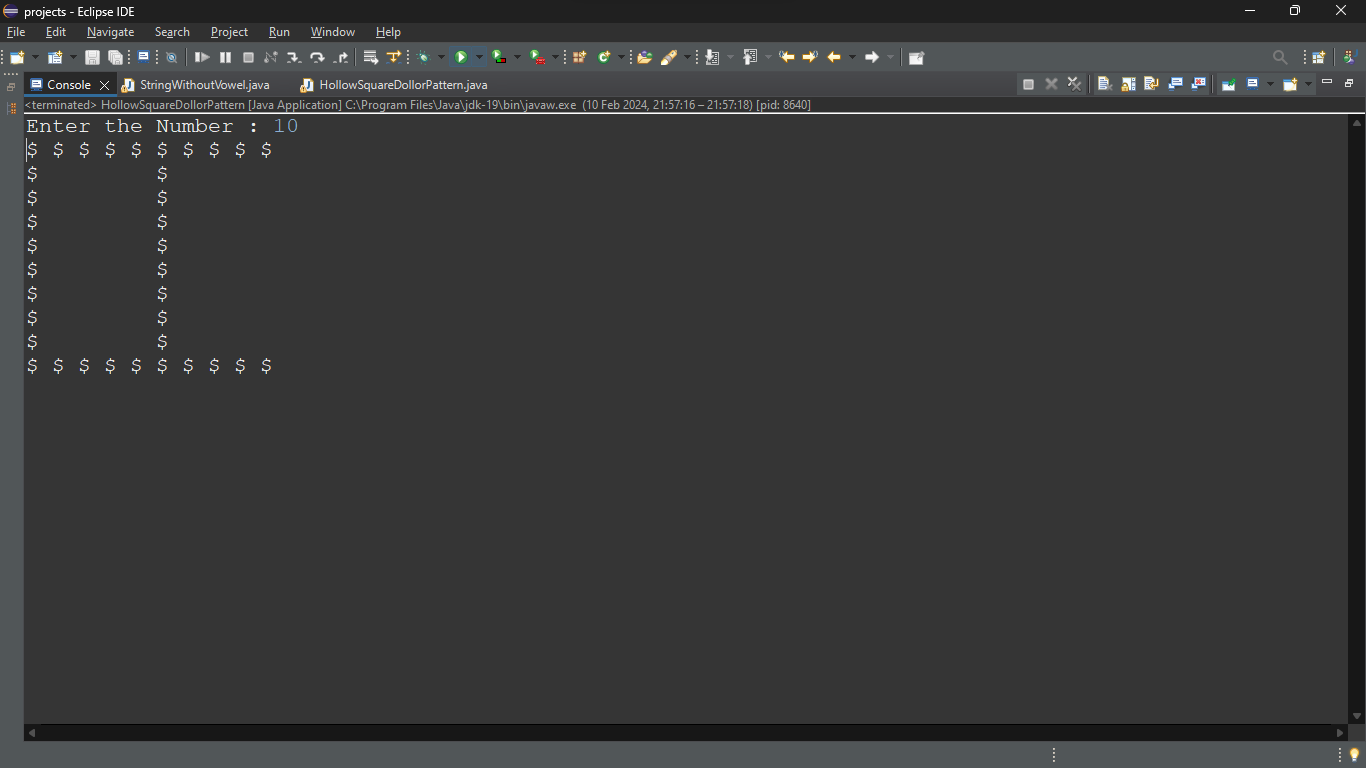 projects - Eclipse IDE
File Edit Navigate Search Project Run Window Help
Console StringWithoutVowel.java HollowSquareDollorPattern.java
<terminated> HollowSquareDollorPattern [Java Application] C:\Program Files\Java\jdk-19\bin\javaw.exe (10 Feb 2024, 21:57:16 – 21:57:18) [pid: 8640]
Enter the Number : 10
$ $ $ $ $ $ $ $ $ $
$         $
$         $
$         $
$         $
$         $
$         $
$         $
$         $
$ $ $ $ $ $ $ $ $ $